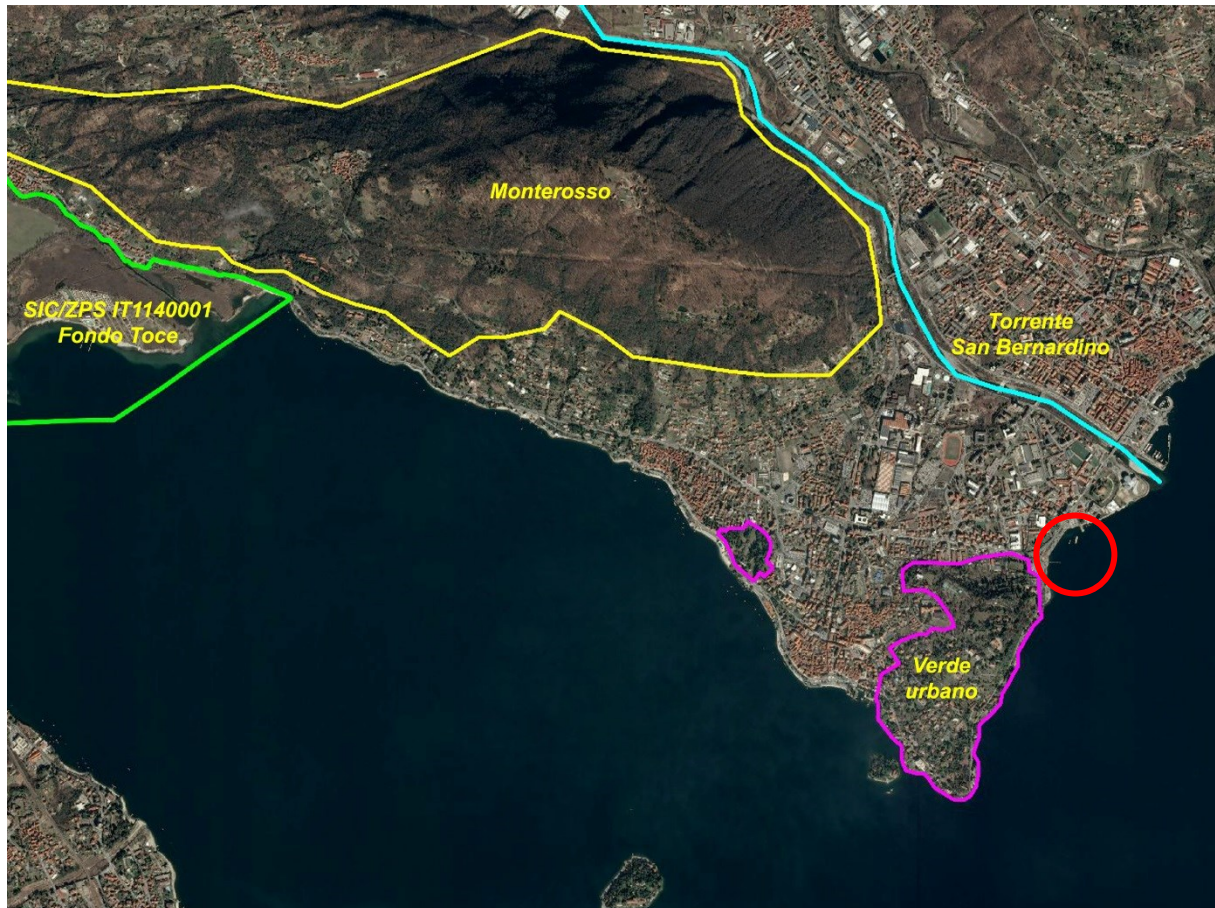 Monterosso
SIC/ZPS IT1140001
Fondo Toce
Torrente
San Bernardino
Verde
urbano